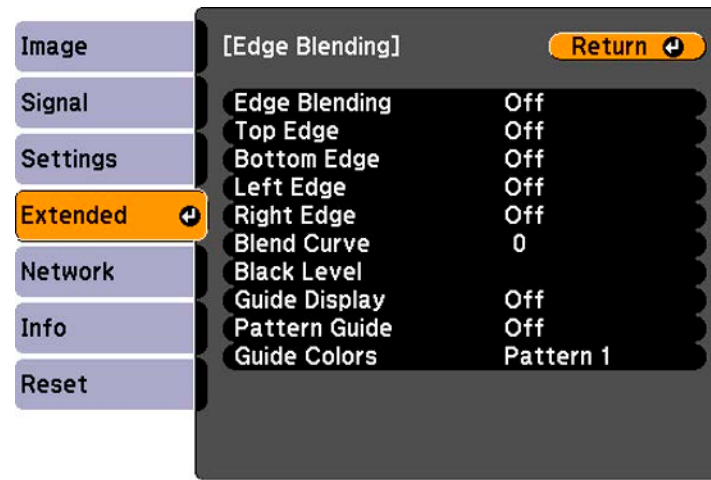 Image
Signal
Settings
Extended
Network
Info
Reset
[Edge Blending] Return
Edge Blending Off
Top Edge Off
Bottom Edge Off
Left Edge Off
Right Edge Off
Blend Curve 0
Black Level
Guide Display Off
Pattern Guide Off
Guide Colors Pattern 1